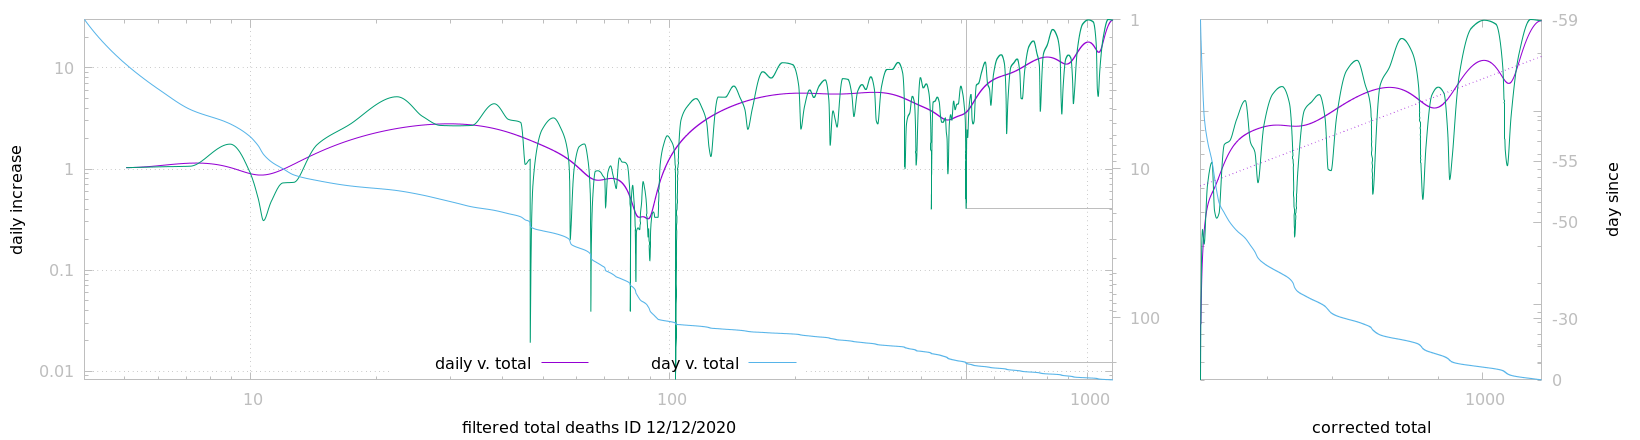 10
1
0.1
0.01
daily increase
10
100
1000
filtered total deaths ID 12/12/2020
daily v. total
day v. total
1
10
100
-59
-55
-50
-30
0
day since
1000
corrected total